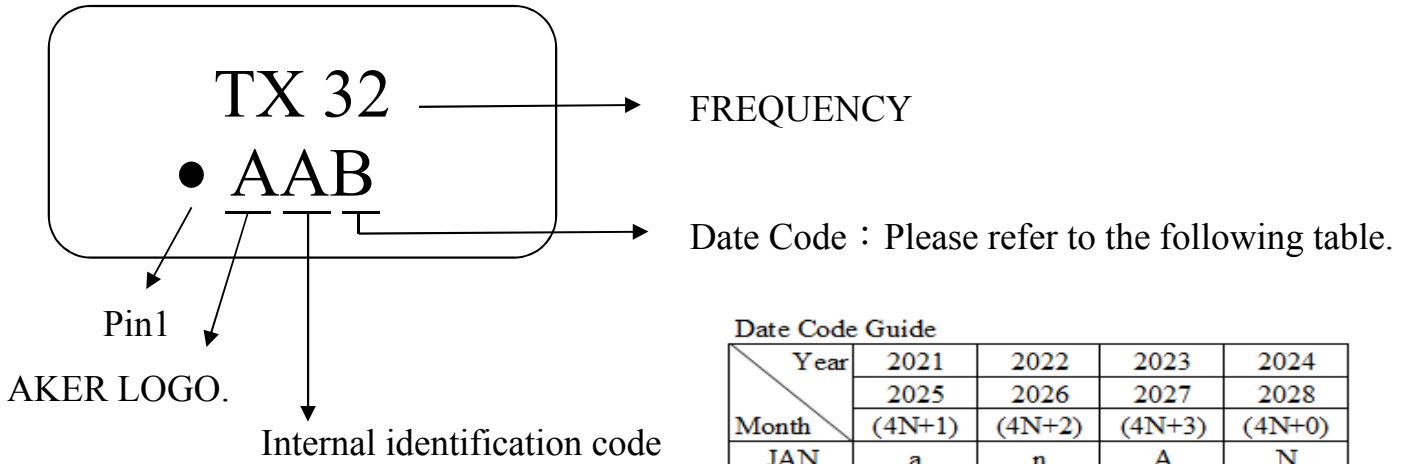 TX 32
● AAB
FREQUENCY
Date Code：Please refer to the following table.
Pin1
AKER LOGO.
Internal identification code
Date Code Guide
Year 2021 2022 2023 2024
2025 2026 2027 2028
Month (4N+1) (4N+2) (4N+3) (4N+0)
JAN a n A N